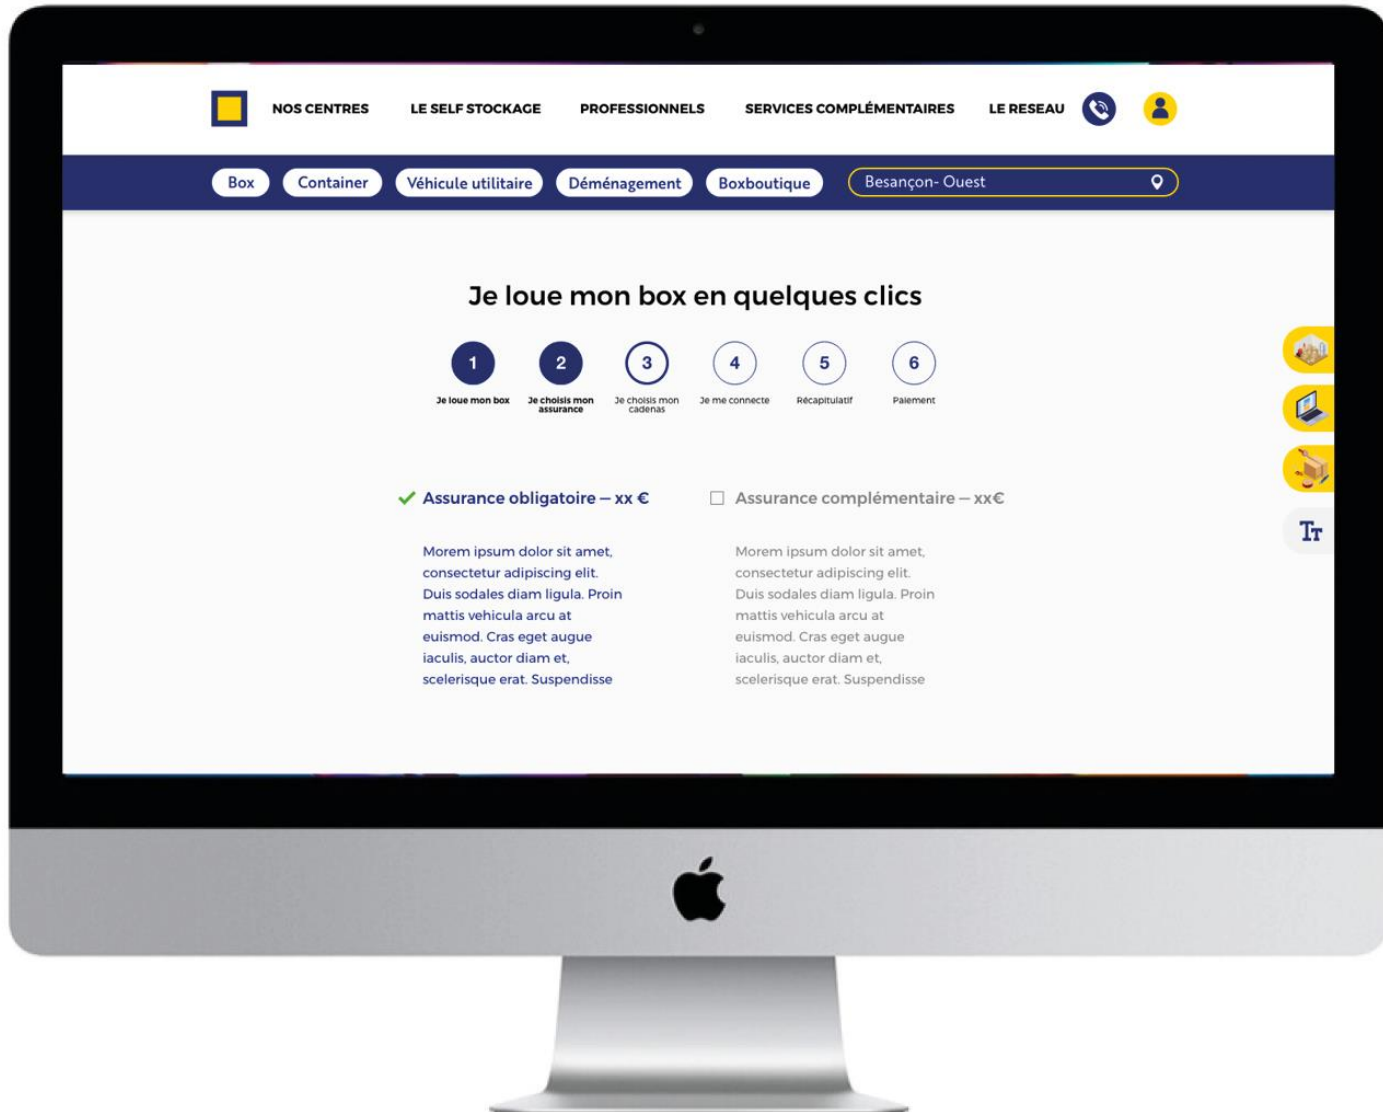 NOS CENTRES LE SELF STOCKAGE PROFESSIONNELS SERVICES COMPLÉMENTAIRES LE RESEAU
Box Container Véhicule utilitaire Déménagement Boxboutique Besançon- Ouest
Je loue mon box en quelques clics
1 2 3 4 5 6
Je loue mon box
Je choisis mon
assurance
Je choisis mon
cadenas
Je me connecte
Récapitulatif
Paiement
Assurance obligatoire – xx €
Morem ipsum dolor sit amet,
consectetur adipiscing elit.
Duis sodales diam ligula. Proin
mattis vehicula arcu at
euismod. Cras eget augue
iaculis, auctor diam et,
scelerisque erat. Suspendisse
Assurance complémentaire – xx€
Morem ipsum dolor sit amet,
consectetur adipiscing elit.
Duis sodales diam ligula. Proin
mattis vehicula arcu at
euismod. Cras eget augue
iaculis, auctor diam et,
scelerisque erat. Suspendisse
TT